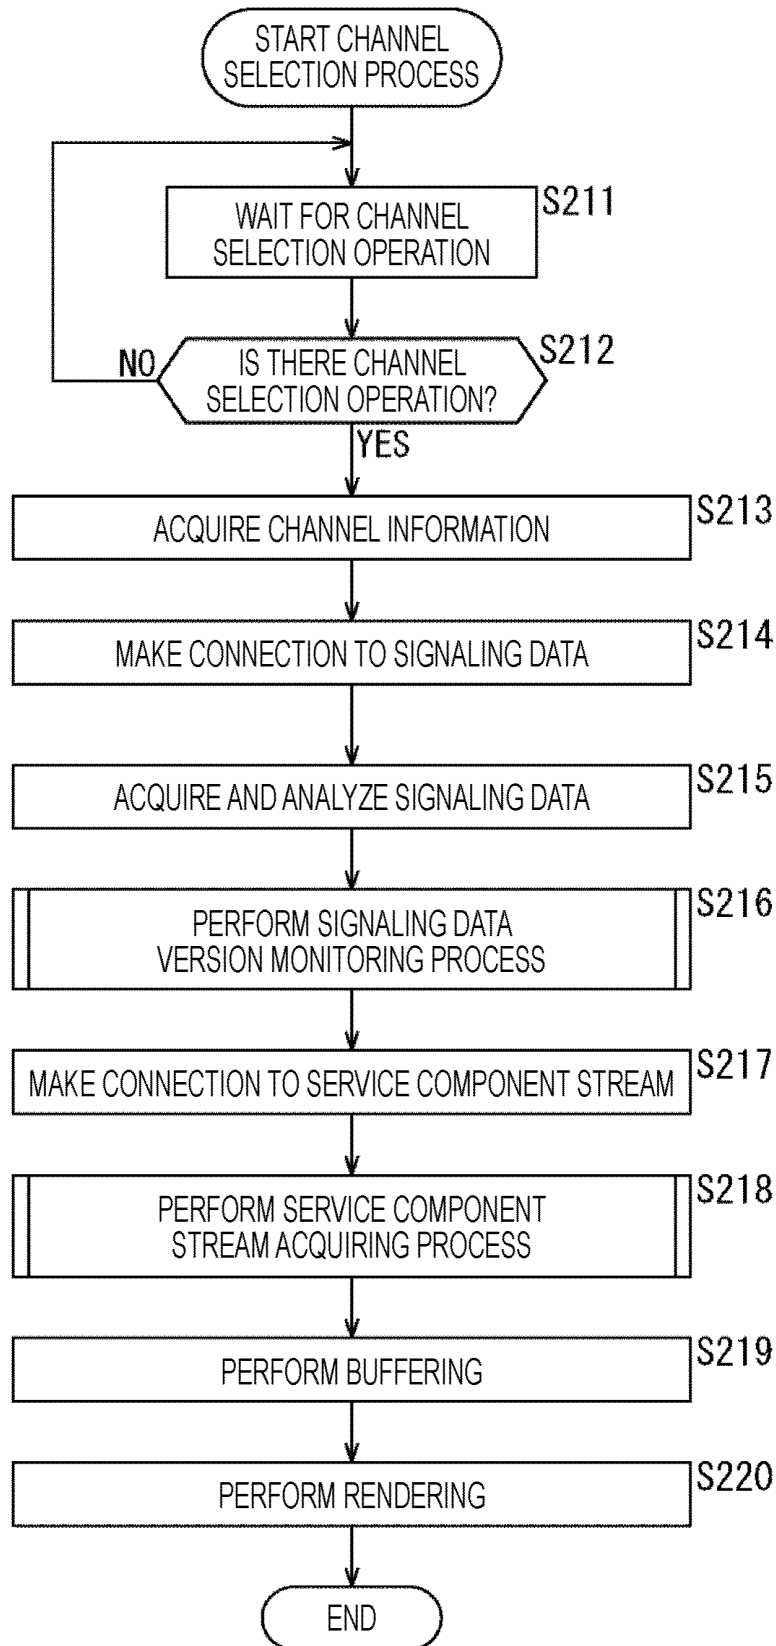 START CHANNEL
SELECTION PROCESS
WAIT FOR CHANNEL
SELECTION OPERATION
S211
IS THERE CHANNEL
SELECTION OPERATION?
S212
NO
YES
ACQUIRE CHANNEL INFORMATION
S213
MAKE CONNECTION TO SIGNALING DATA
S214
ACQUIRE AND ANALYZE SIGNALING DATA
S215
PERFORM SIGNALING DATA
VERSION MONITORING PROCESS
S216
MAKE CONNECTION TO SERVICE COMPONENT STREAM
S217
PERFORM SERVICE COMPONENT
STREAM ACQUIRING PROCESS
S218
PERFORM BUFFERING
S219
PERFORM RENDERING
S220
END